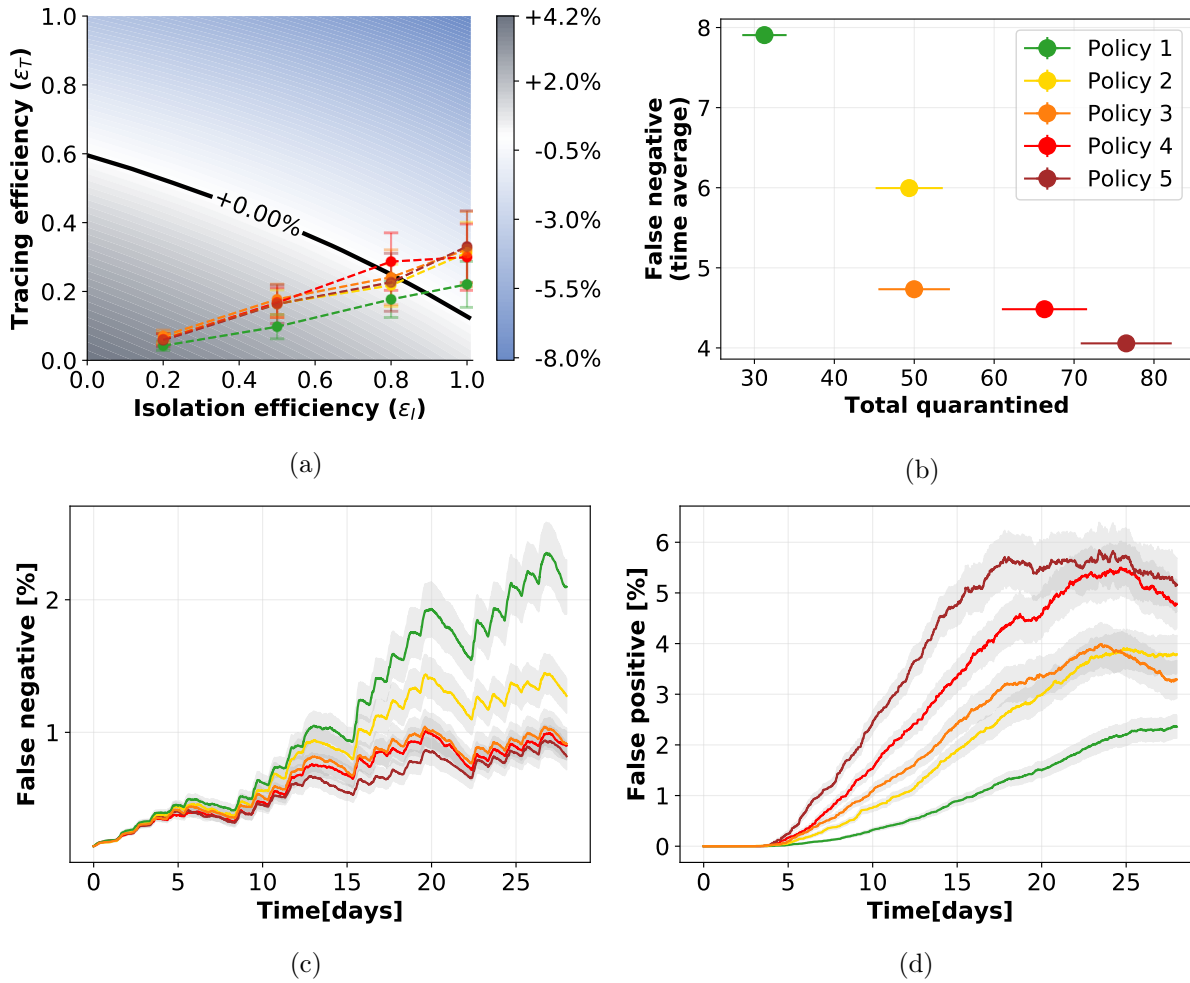 1.0
0.8
0.6
0.4
0.2
0.0
Tracing efficiency (εT)
+0.00%
0.0 0.2 0.4 0.6 0.8 1.0
Isolation efficiency (εI)
+4.2%
+2.0%
-0.5%
-3.0%
-5.5%
-8.0%
(a)
8
7
6
5
4
False negative
(time average)
Policy 1
Policy 2
Policy 3
Policy 4
Policy 5
30 40 50 60 70 80
Total quarantined
(b)
2
1
False negative [%]
0 5 10 15 20 25
Time[days]
(c)
6
5
4
3
2
1
0
False positive [%]
0 5 10 15 20 25
Time[days]
(d)